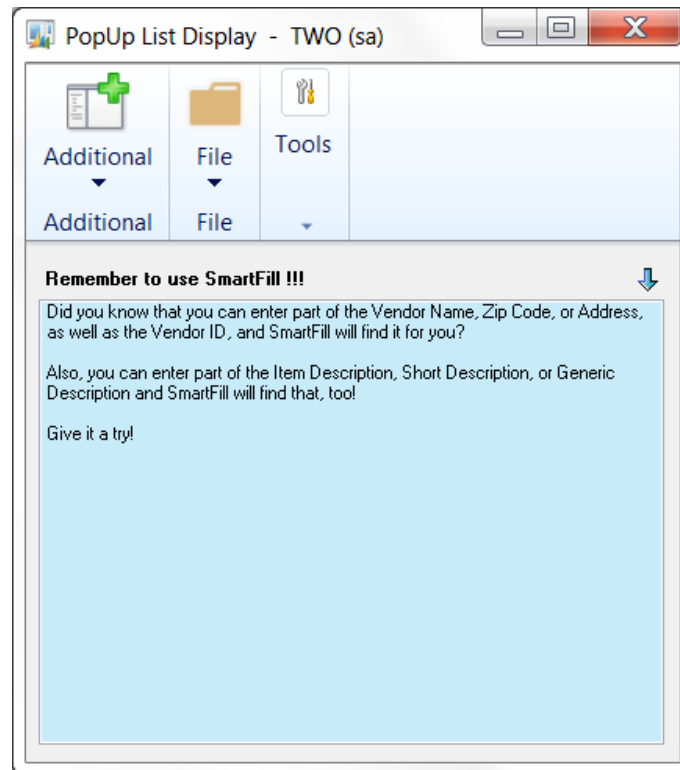 PopUp List Display - TWO (sa)
Additional
File
Tools
Additional
File
Remember to use SmartFill !!!
Did you know that you can enter part of the Vendor Name, Zip Code, or Address,
as well as the Vendor ID, and SmartFill will find it for you?
Also, you can enter part of the Item Description, Short Description, or Generic
Description and SmartFill will find that, too!
Give it a try!